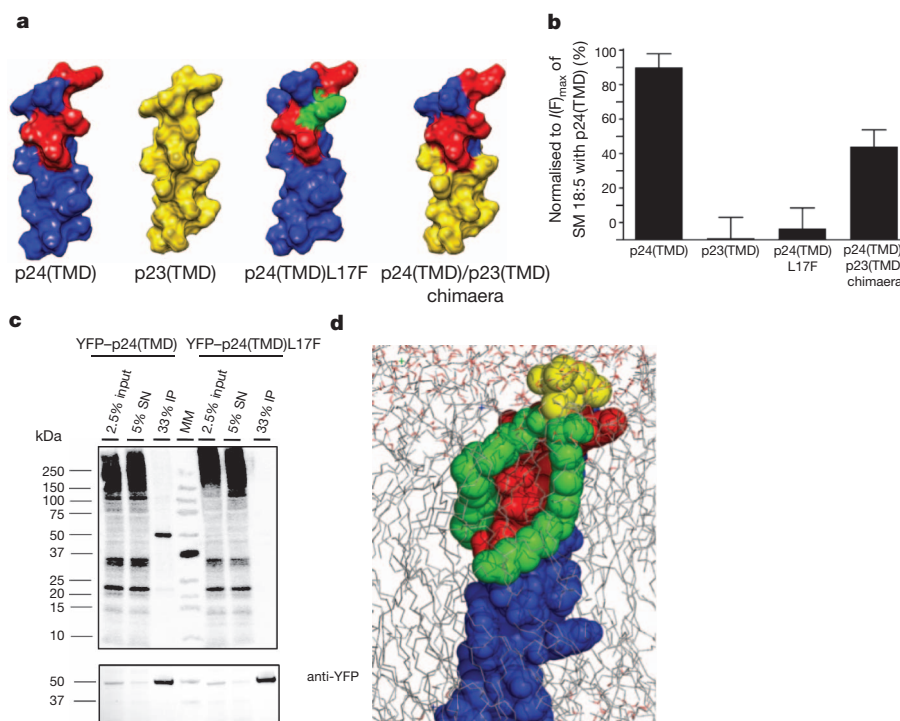 a
p24(TMD)
p23(TMD)
p24(TMD)L17F
p24(TMD)/p23(TMD)
chimaera
b
Normalised to I(F)max of
SM 18:5 with p24(TMD) (%)
100
80
60
40
20
0
p24(TMD)
p23(TMD)
p24(TMD)
L17F
p24(TMD)
p23(TMD)
chimaera
c
YFP–p24(TMD)
YFP–p24(TMD)L17F
2.5% input
5% SN
33% IP
MM
2.5% input
5% SN
33% IP
kDa
250
150
100
75
50
37
25
20
15
10
50
37
anti-YFP
d